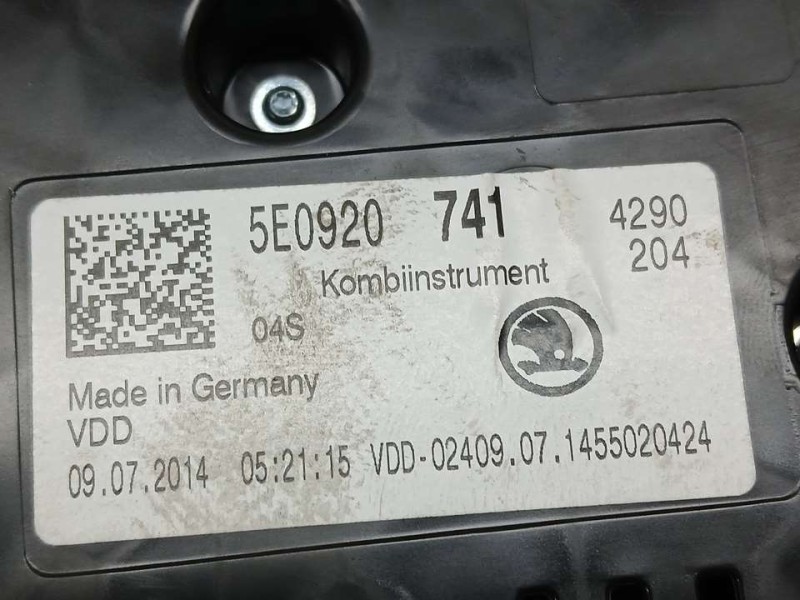 5E0920 741 4290
204
Kombiinstrument
04S
Made in Germany
VDD
09.07.2014 05:21:15 VDD-02409.07.1455020424